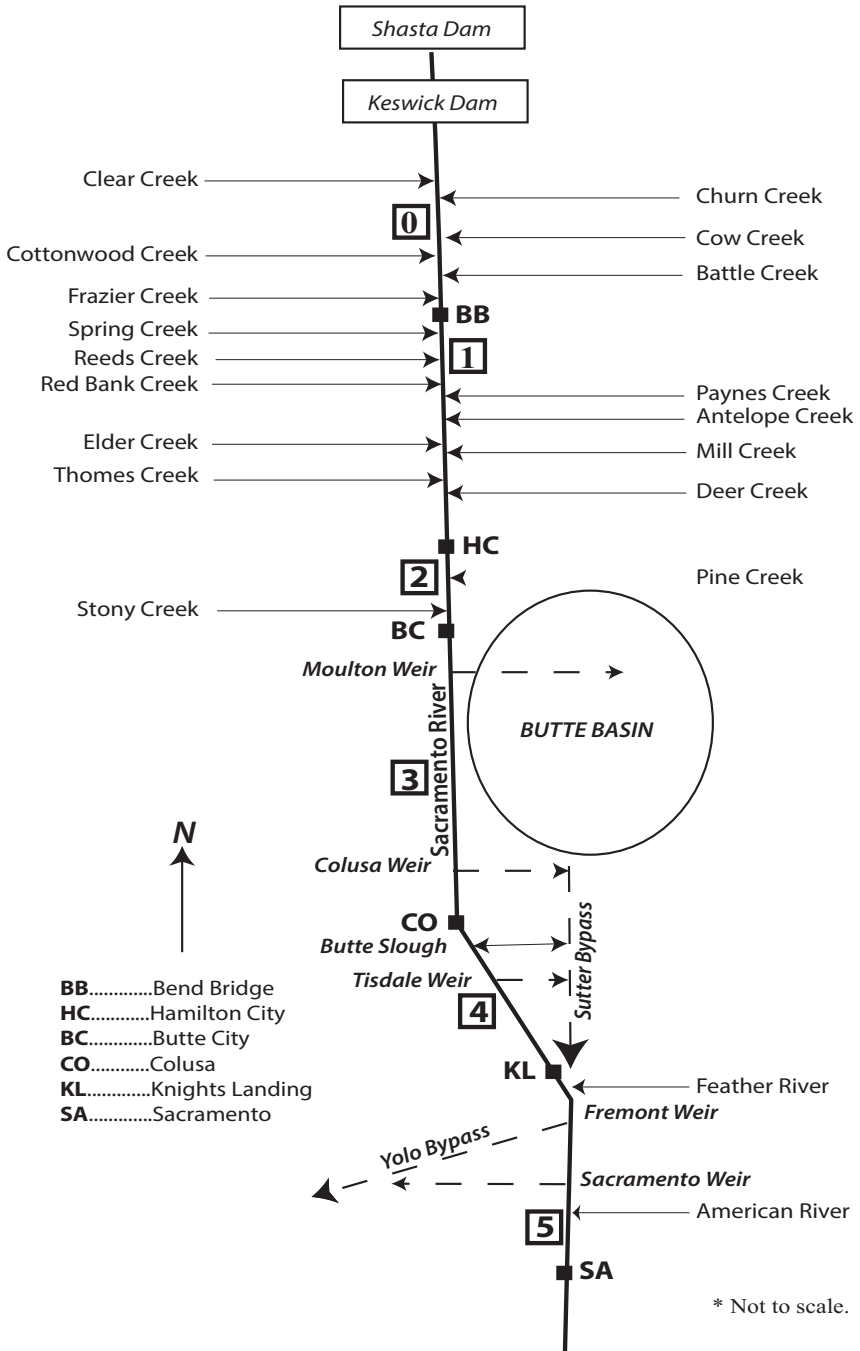 Shasta Dam
Keswick Dam
Clear Creek
Churn Creek
0
Cow Creek
Cottonwood Creek
Battle Creek
Frazier Creek
BB
Spring Creek
1
Reeds Creek
Red Bank Creek
Paynes Creek
Antelope Creek
Elder Creek
Mill Creek
Thomes Creek
Deer Creek
HC
2
Pine Creek
Stony Creek
BC
Moulton Weir
Sacramento River
BUTTE BASIN
3
N
Colusa Weir
CO
Butte Slough
Sutter Bypass
Tisdale Weir
4
BB.............Bend Bridge
HC............Hamilton City
BC.............Butte City
CO............Colusa
KL.............Knights Landing
SA.............Sacramento
KL
Feather River
Fremont Weir
Yolo Bypass
Sacramento Weir
American River
5
SA
* Not to scale.